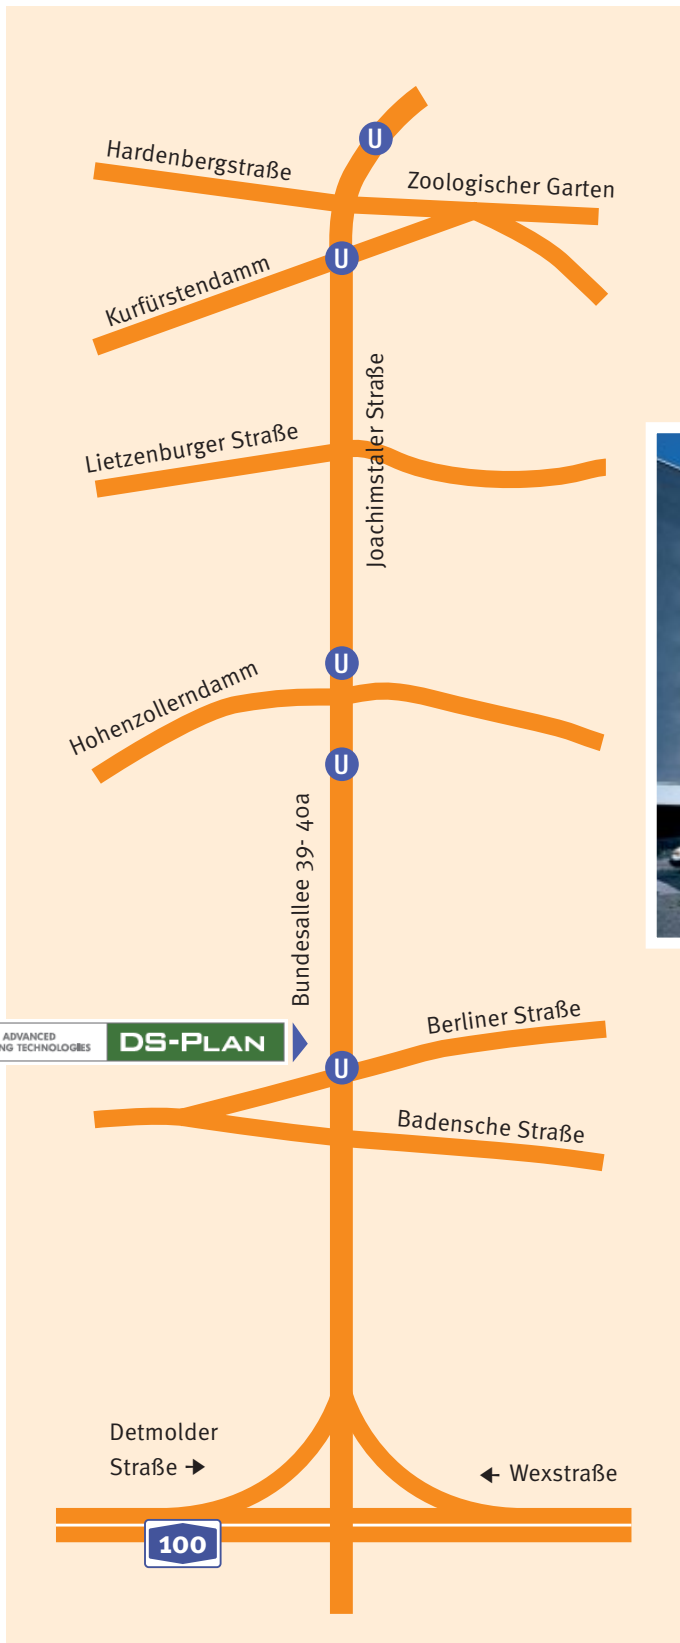 U
Hardenbergstraße
Zoologischer Garten
U
Kurfürstendamm
Joachimstaler Straße
Lietzenburger Straße
U
Hohenzollerndamm
U
Bundesallee 39- 40a
Berliner Straße
ADVANCED
NG TECHNOLOGIES
DS-PLAN
U
Badensche Straße
Detmolder
Straße →
← Wexstraße
100